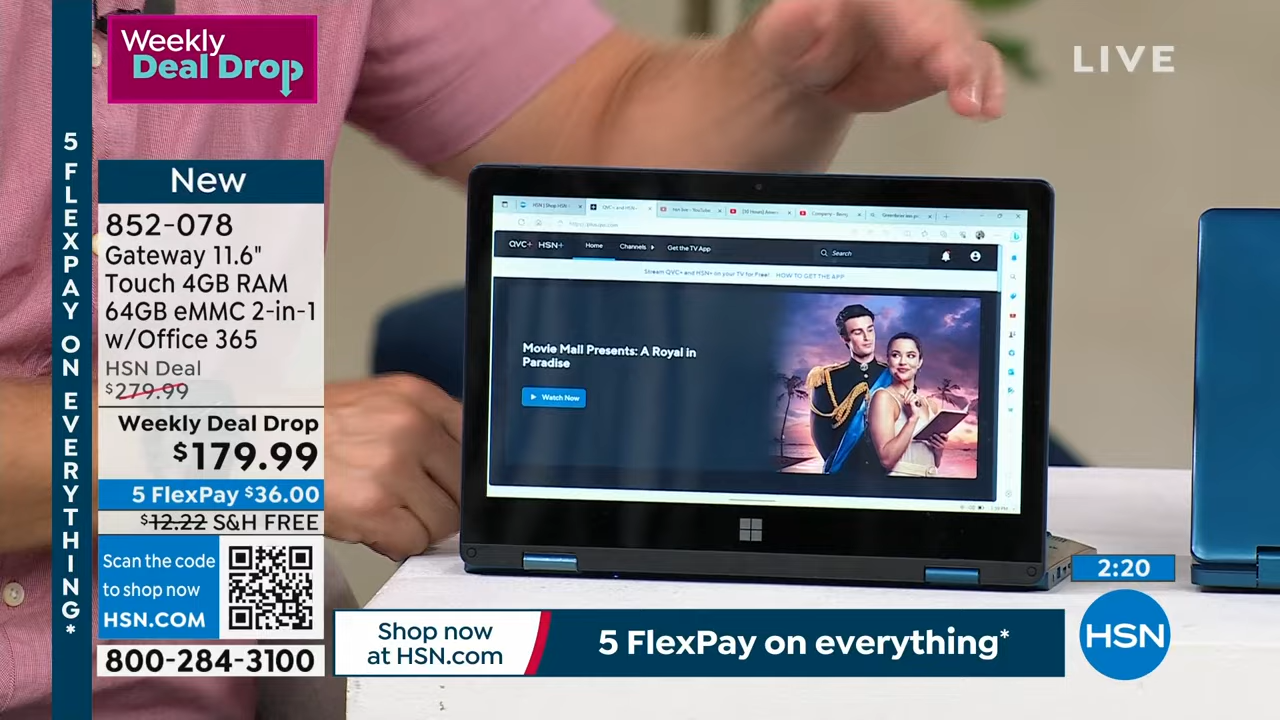 Weekly
Deal Drop
LIVE
5 FLEXPAY ON EVERYTHING*
New
852-078
Gateway 11.6"
Touch 4GB RAM
64GB eMMC 2-in-1
w/Office 365
HSN Deal
$279.99
Weekly Deal Drop
$179.99
5 FlexPay $36.00
$12.22 S&H FREE
Scan the code
to shop now
HSN.COM
800-284-3100
QVC+ HSN+
Home
Channels
Get the TV App
Search
Stream QVC+ and HSN+ on your TV for Free! HOW TO GET THE APP
Movie Mall Presents: A Royal in
Paradise
Watch Now
2:20
Shop now
at HSN.com
5 FlexPay on everything*
HSN